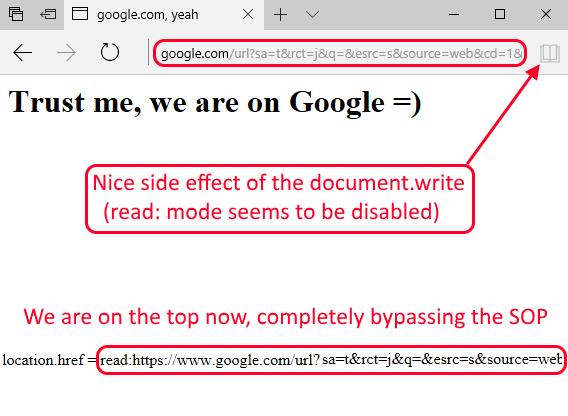 google.com, yeah
google.com/url?sa=t&rct=j&q=&esrc=s&source=web&cd=1&
Trust me, we are on Google =)
Nice side effect of the document.write
(read: mode seems to be disabled)
We are on the top now, completely bypassing the SOP
location.href = read:https://www.google.com/url?sa=t&rct=j&q=&esrc=s&source=web